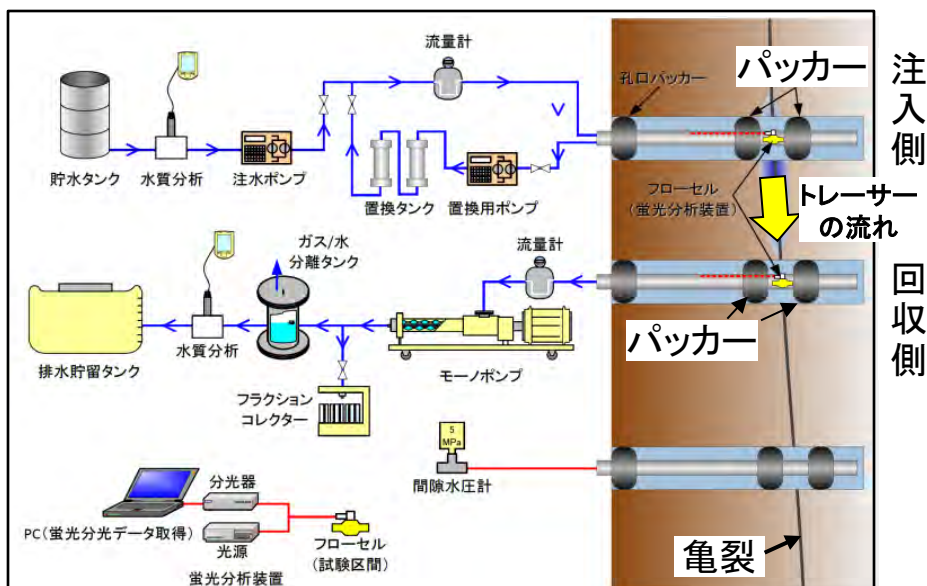 流量計
貯水タンク
水質分析
注水ポンプ
置換タンク
置換用ポンプ
孔口パッカー
パッカー
注入側
フローセル
(蛍光分析装置)
トレーサー
の流れ
ガス/水
分離タンク
流量計
排水貯留タンク
水質分析
フラクション
コレクター
モーノポンプ
パッカー
回収側
5
MPa
間隙水圧計
分光器
PC(蛍光分光データ取得)
光源
フローセル
(試験区間)
蛍光分析装置
亀裂